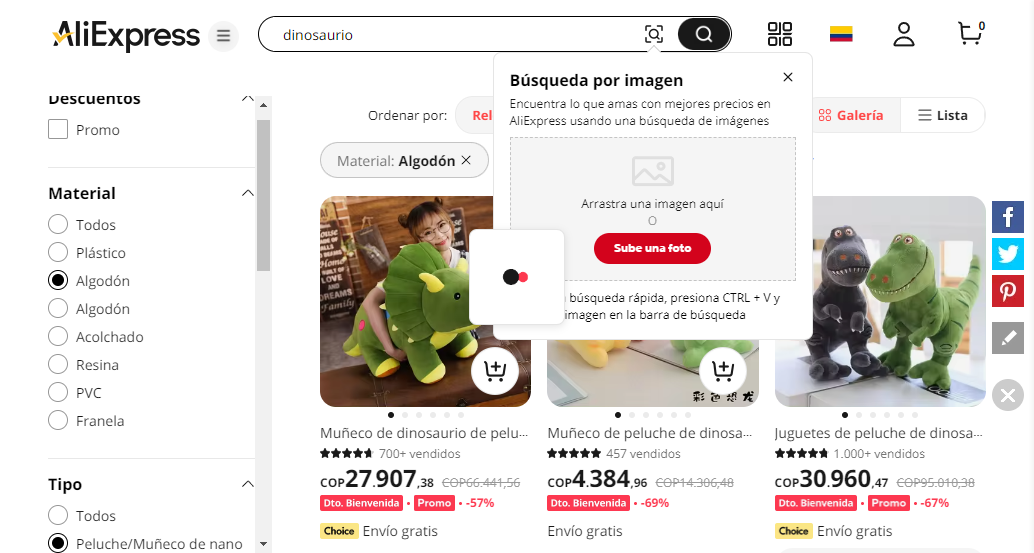 AliExpress
dinosaurio
0
Búsqueda por imagen
Encuentra lo que amas con mejores precios en
AliExpress usando una búsqueda de imágenes
Arrastra una imagen aquí
O
Sube una foto
búsqueda rápida, presiona CTRL + V y
imagen en la barra de búsqueda
Descuentos
Promo
Material
Todos
Plástico
Algodón
Algodón
Acolchado
Resina
PVC
Franela
Tipo
Todos
Peluche/Muñeco de nano
Ordenar por:
Rel
Galería
Lista
Material: Algodón
Muñeco de dinosaurio de pelu...
700+ vendidos
COP27.907,38 COP66.441,56
Dto. Bienvenida • Promo • -57%
Choice Envío gratis
Muñeco de peluche de dinosa...
457 vendidos
COP4.384,96 COP14.306,48
Dto. Bienvenida • -69%
Envío gratis
Juguetes de peluche de dinosa...
1.000+ vendidos
COP30.960,47 COP95.010,38
Dto. Bienvenida • Promo • -67%
Choice Envío gratis